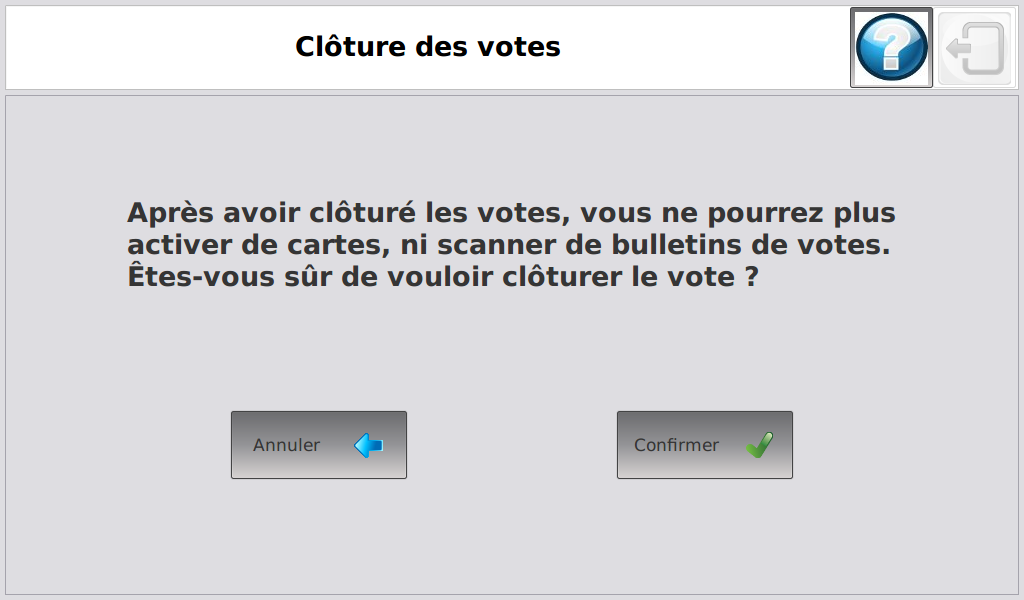 Clôture des votes
Après avoir clôturé les votes, vous ne pourrez plus
activer de cartes, ni scanner de bulletins de votes.
Êtes-vous sûr de vouloir clôturer le vote ?
Annuler
Confirmer